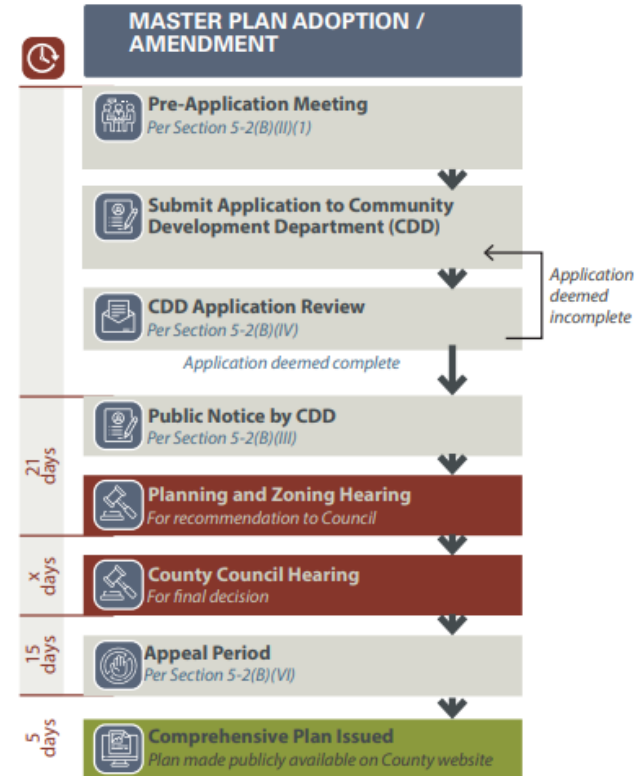 MASTER PLAN ADOPTION /
AMENDMENT
Pre-Application Meeting
Per Section 5-2(B)(II)(1)
Submit Application to Community
Development Department (CDD)
Application
deemed
incomplete
CDD Application Review
Per Section 5-2(B)(IV)
Application deemed complete
21
days
Public Notice by CDD
Per Section 5-2(B)(III)
Planning and Zoning Hearing
For recommendation to Council
x
days
County Council Hearing
For final decision
15
days
Appeal Period
Per Section 5-2(B)(VI)
5
days
Comprehensive Plan Issued
Plan made publicly available on County website